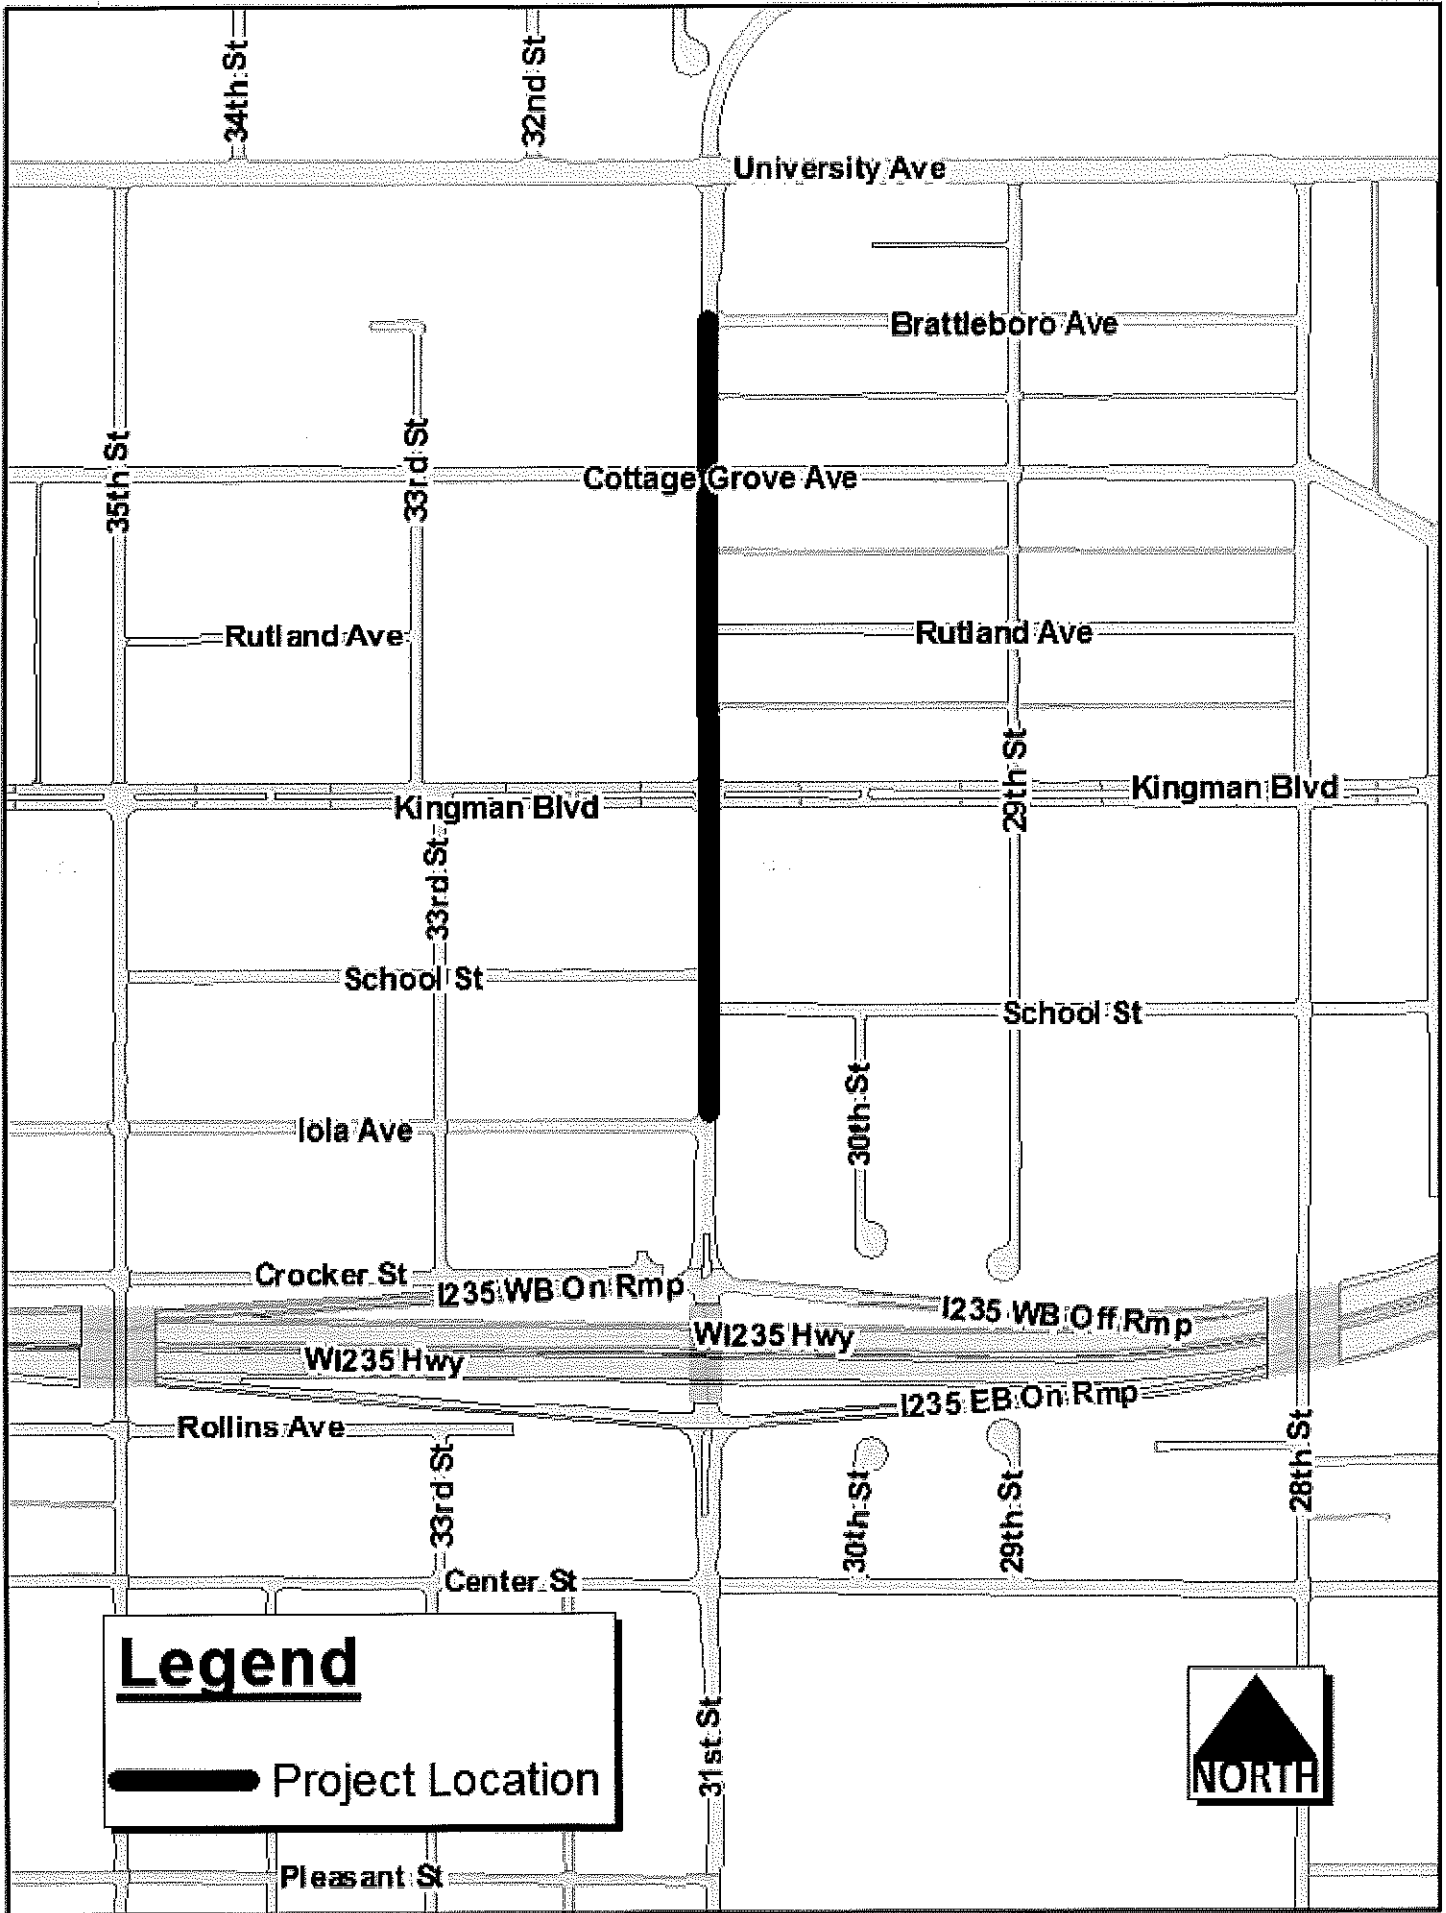 34th St
32nd St
University Ave
Brattleboro Ave
35th St
33rd St
Cottage Grove Ave
Rutland Ave
Rutland Ave
29th St
Kingman Blvd
Kingman Blvd
33rd St
School St
School St
30th St
Iola Ave
Crocker St
I235 WB On Rmp
I235 WB Off Rmp
WI235 Hwy
WI235 Hwy
I235 EB On Rmp
Rollins Ave
33rd St
30th St
29th St
28th St
Center St
Legend
Project Location
31st St
NORTH
Pleasant St